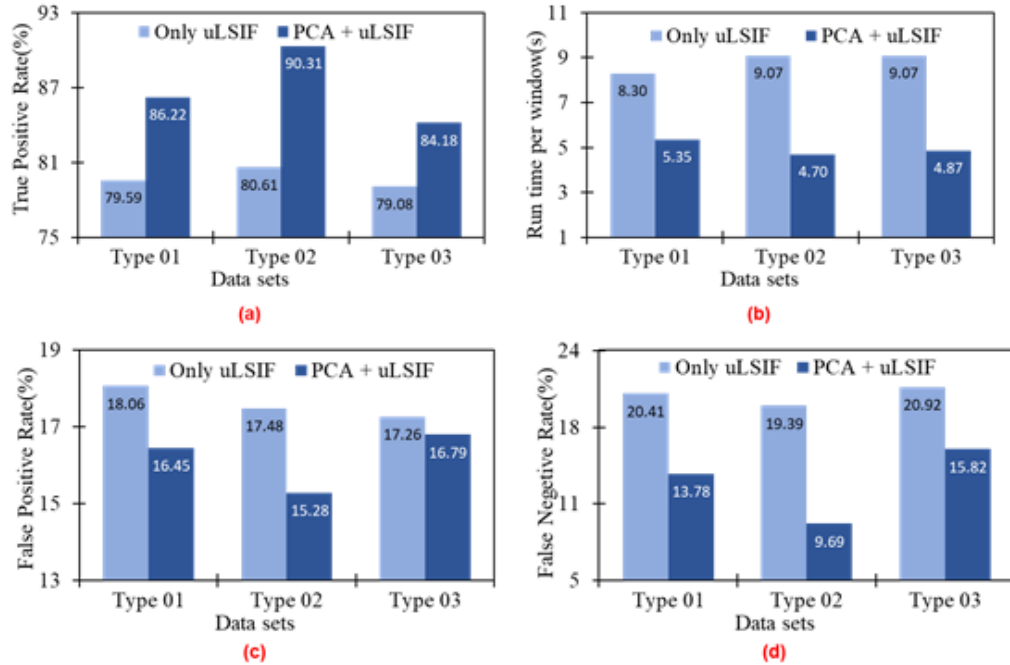 93
87
81
75
True Positive Rate(%)
Only uLSIF PCA + uLSIF
79.59
86.22
80.61
90.31
79.08
84.18
Type 01 Type 02 Type 03
Data sets
(a)
11
9
7
5
3
1
Run time per window(s)
Only uLSIF PCA + uLSIF
8.30
5.35
9.07
4.70
9.07
4.87
Type 01 Type 02 Type 03
Data sets
(b)
19
17
15
13
False Positive Rate(%)
Only uLSIF PCA + uLSIF
18.06
16.45
17.48
15.28
17.26
16.79
Type 01 Type 02 Type 03
Data sets
(c)
24
18
11
5
False Negetive Rate(%)
Only uLSIF PCA + uLSIF
20.41
13.78
19.39
9.69
20.92
15.82
Type 01 Type 02 Type 03
Data sets
(d)